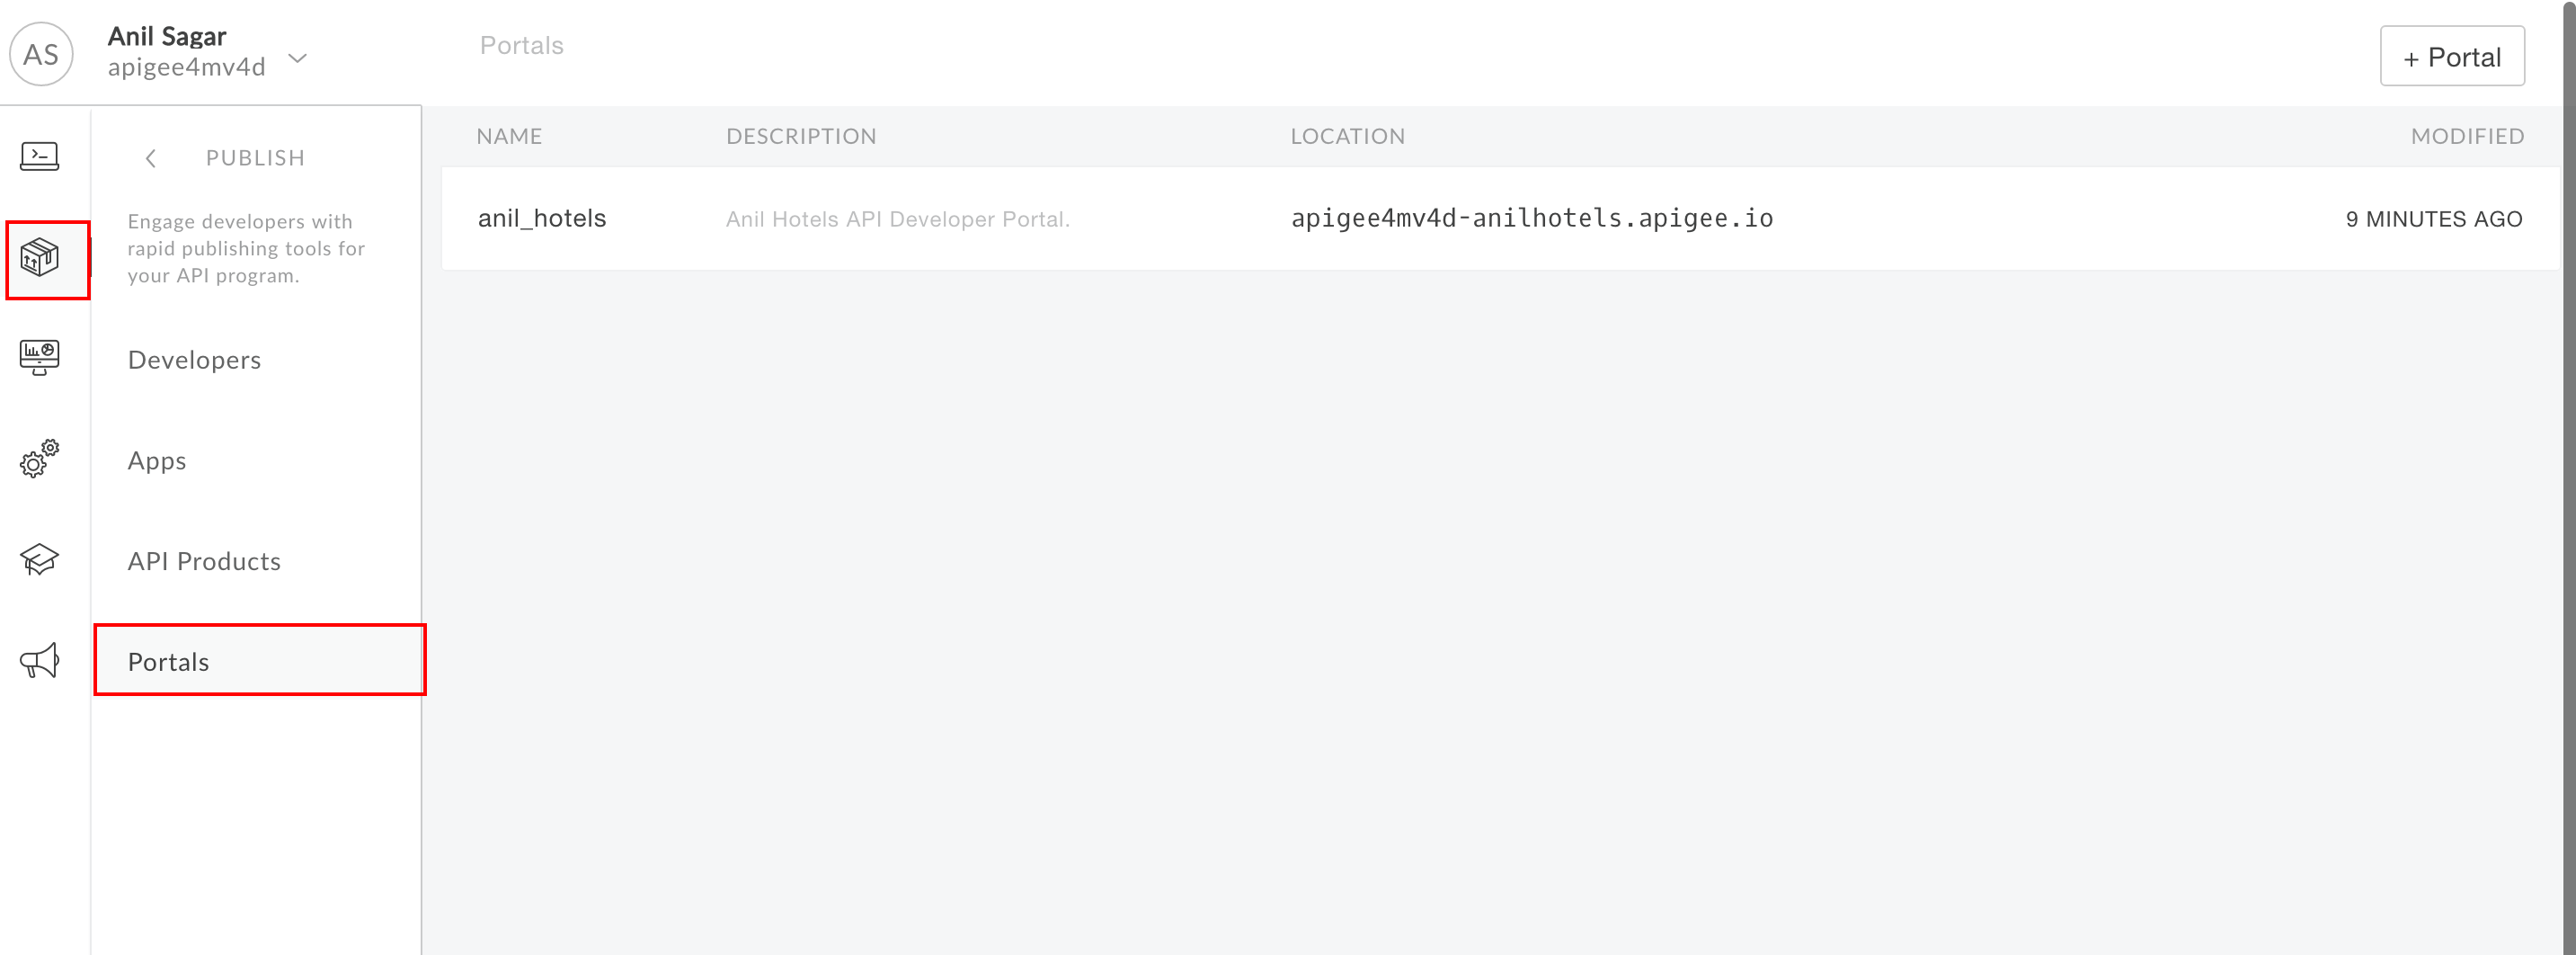 AS
Anil Sagar
apigee4mv4d
Portals
+ Portal
PUBLISH
Engage developers with
rapid publishing tools for
your API program.
Developers
Apps
API Products
Portals
NAME DESCRIPTION LOCATION MODIFIED
anil_hotels Anil Hotels API Developer Portal. apigee4mv4d-anilhotels.apigee.io 9 MINUTES AGO